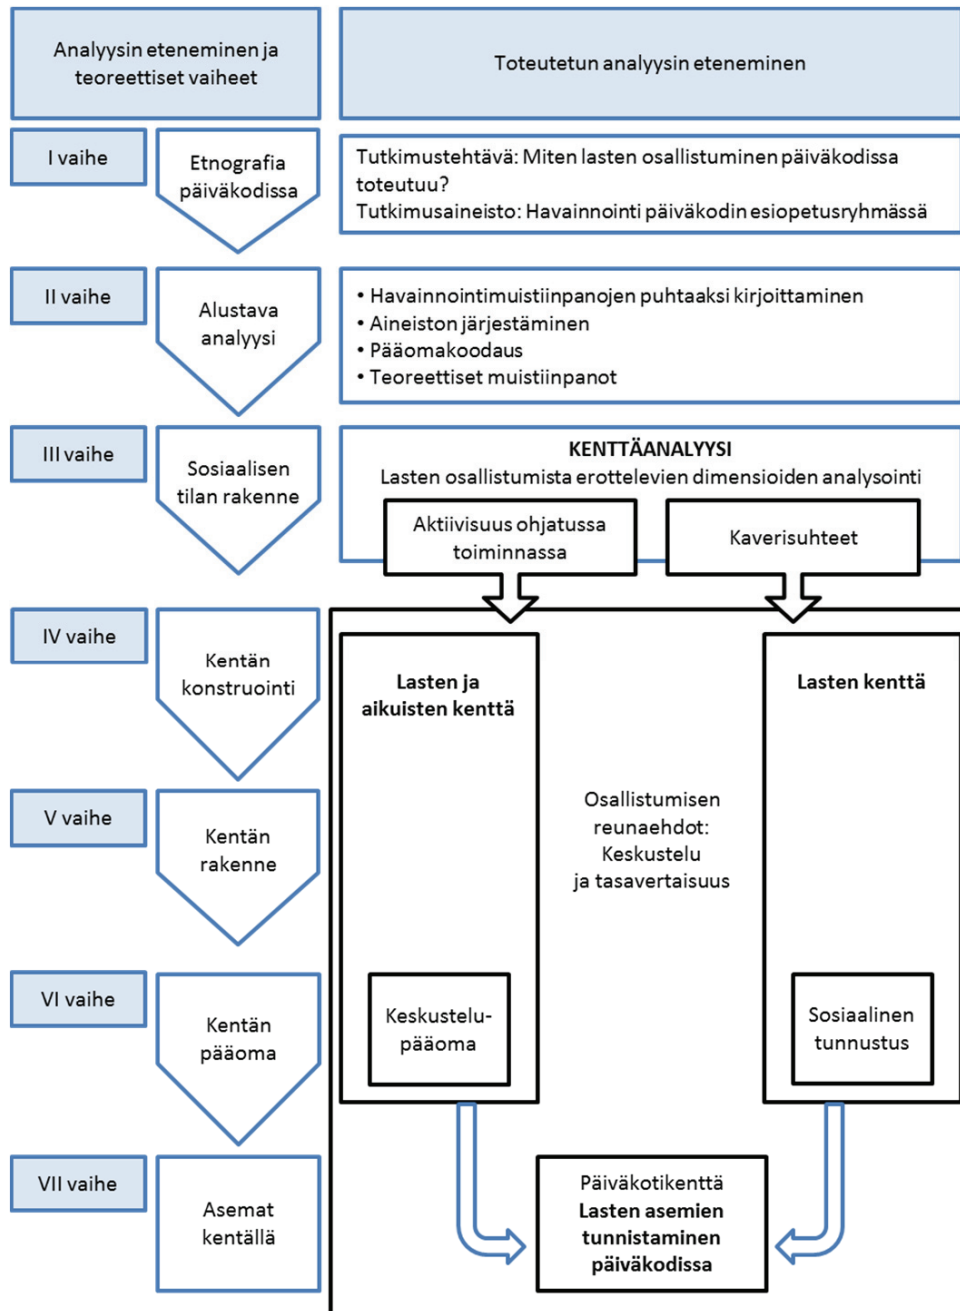 Analyysin eteneminen ja
teoreettiset vaiheet
Toteutetun analyysin eteneminen
I vaihe
Etnografia
päiväkodissa
Tutkimustehtävä: Miten lasten osallistuminen päiväkodissa
toteutuu?
Tutkimusaineisto: Havainnointi päiväkodin esiopetusryhmässä
II vaihe
Alustava
analyysi
• Havainnointimuistiinpanojen puhtaaksi kirjoittaminen
• Aineiston järjestäminen
• Pääomakoodaus
• Teoreettiset muistiinpanot
III vaihe
Sosiaalisen
tilan rakenne
KENTTÄANALYYSI
Lasten osallistumista erottelevien dimensioiden analysointi
Aktiivisuus ohjatussa
toiminnassa
Kaverisuhteet
IV vaihe
Kentän
konstruointi
Lasten ja
aikuisten kenttä
Lasten kenttä
V vaihe
Kentän
rakenne
Osallistumisen
reunaehdot:
Keskustelu
ja tasavertaisuus
VI vaihe
Kentän
pääoma
Keskustelu-
pääoma
Sosiaalinen
tunnustus
VII vaihe
Asemat
kentällä
Päiväkotikenttä
Lasten asemien
tunnistaminen
päiväkodissa